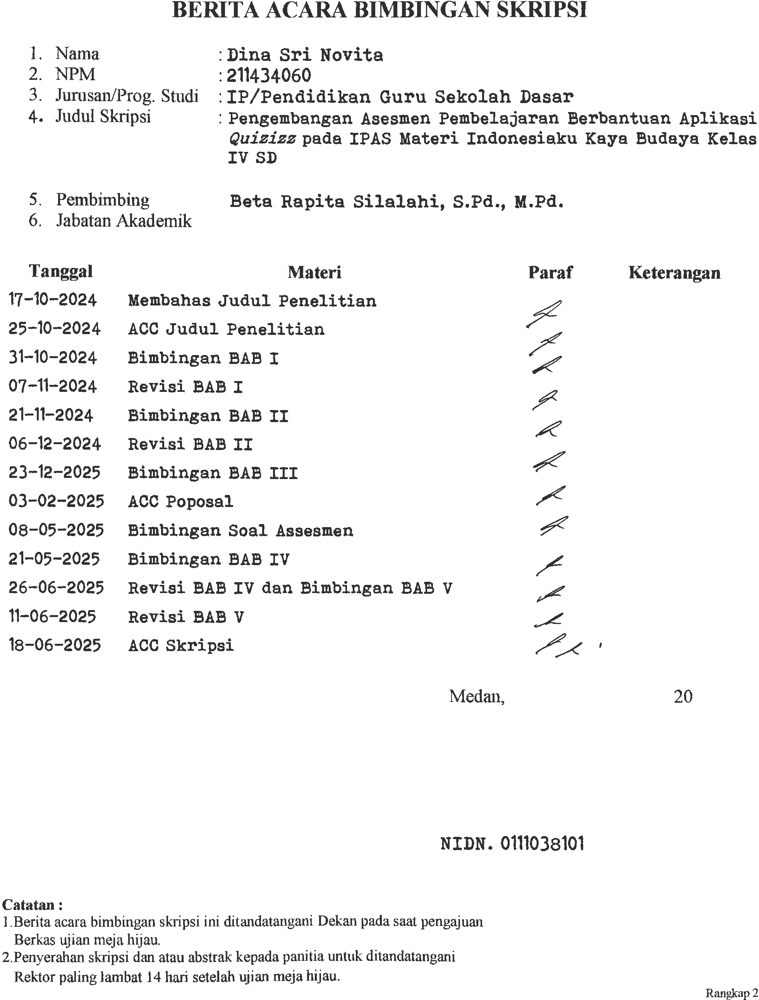 BERITA ACARA BIMBINGAN SKRIPSI
1. Nama : Dina Sri Novita
2. NPM : 211434060
3. Jurusan/Prog. Studi : IP/Pendidikan Guru Sekolah Dasar
4. Judul Skripsi : Pengembangan Asesmen Pembelajaran Berbantuan Aplikasi
Quizizz pada IPAS Materi Indonesiaku Kaya Budaya Kelas
IV SD
5. Pembimbing Beta Rapita Silalahi, S.Pd., M.Pd.
6. Jabatan Akademik
Tanggal Materi Paraf Keterangan
17-10-2024 Membahas Judul Penelitian
25-10-2024 ACC Judul Penelitian
31-10-2024 Bimbingan BAB I
07-11-2024 Revisi BAB I
21-11-2024 Bimbingan BAB II
06-12-2024 Revisi BAB II
23-12-2025 Bimbingan BAB III
03-02-2025 ACC Poposal
08-05-2025 Bimbingan Soal Assesmen
21-05-2025 Bimbingan BAB IV
26-06-2025 Revisi BAB IV dan Bimbingan BAB V
11-06-2025 Revisi BAB V
18-06-2025 ACC Skripsi
Medan, 20
NIDN. 0111038101
Catatan :
1.Berita acara bimbingan skripsi ini ditandatangani Dekan pada saat pengajuan
Berkas ujian meja hijau.
2.Penyerahan skripsi dan atau abstrak kepada panitia untuk ditandatangani
Rektor paling lambat 14 hari setelah ujian meja hijau.
Rangkap 2